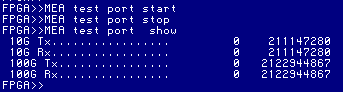 FPGA>>MEA test port start
FPGA>>MEA test port stop
FPGA>>MEA test port  show
 10G Tx..................         0     211147280
 10G Rx..................         0     211147280
 100G Tx.................         0    2122944867
 100G Rx.................         0    2122944867
FPGA>>